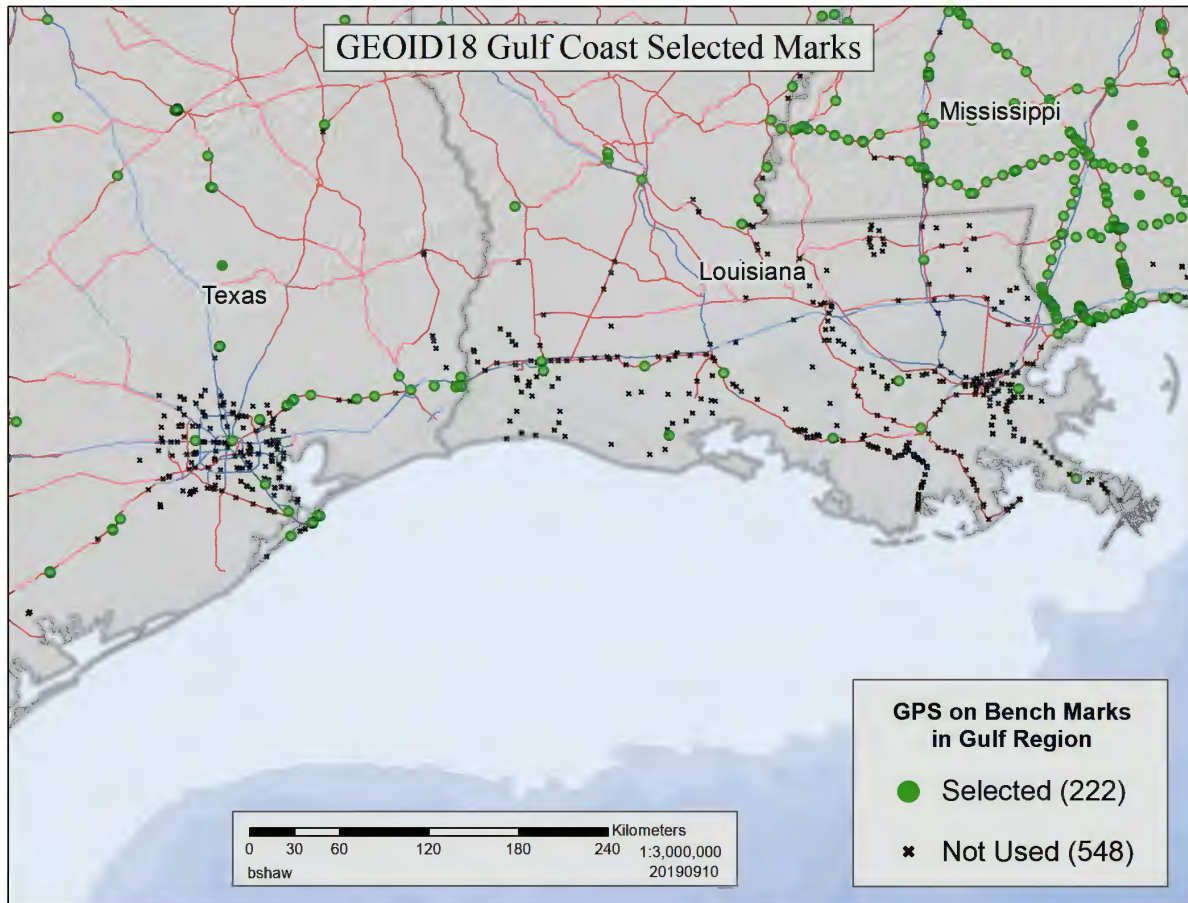 GEOID18 Gulf Coast Selected Marks
Mississippi
Louisiana
Texas
GPS on Bench Marks
in Gulf Region
Selected (222)
Not Used (548)
Kilometers
0 30 60 120 180 240
1:3,000,000
bshaw
20190910